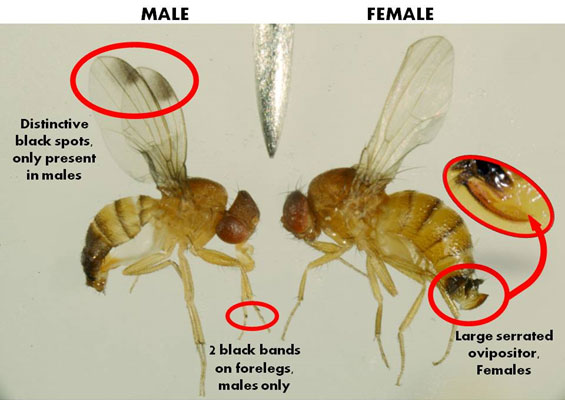 MALE
FEMALE
Distinctive
black spots,
only present
in males
2 black bands
on forelegs,
males only
Large serrated
ovipositor,
Females